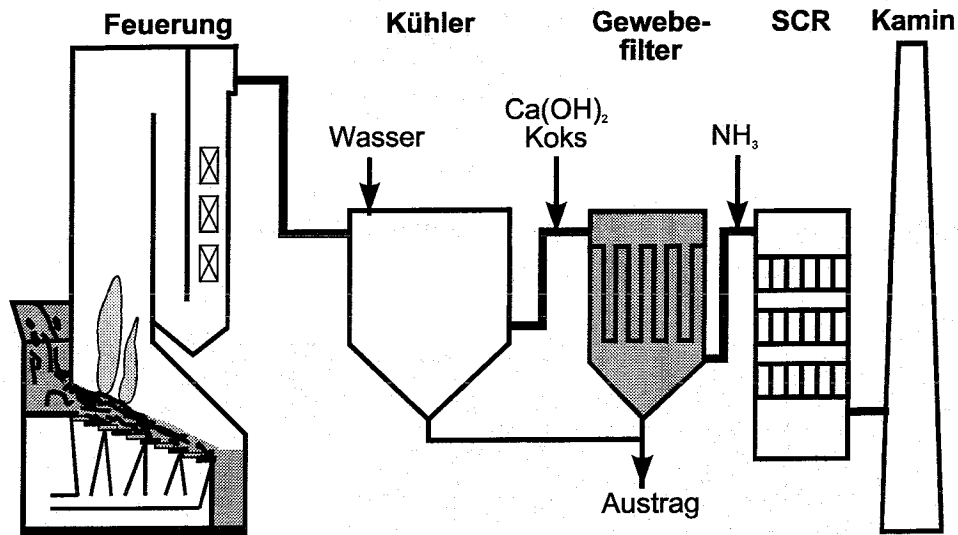 Feuerung
Kühler
Gewebe-
filter
SCR
Kamin
Wasser
Ca(OH)₂
Koks
NH₃
Austrag